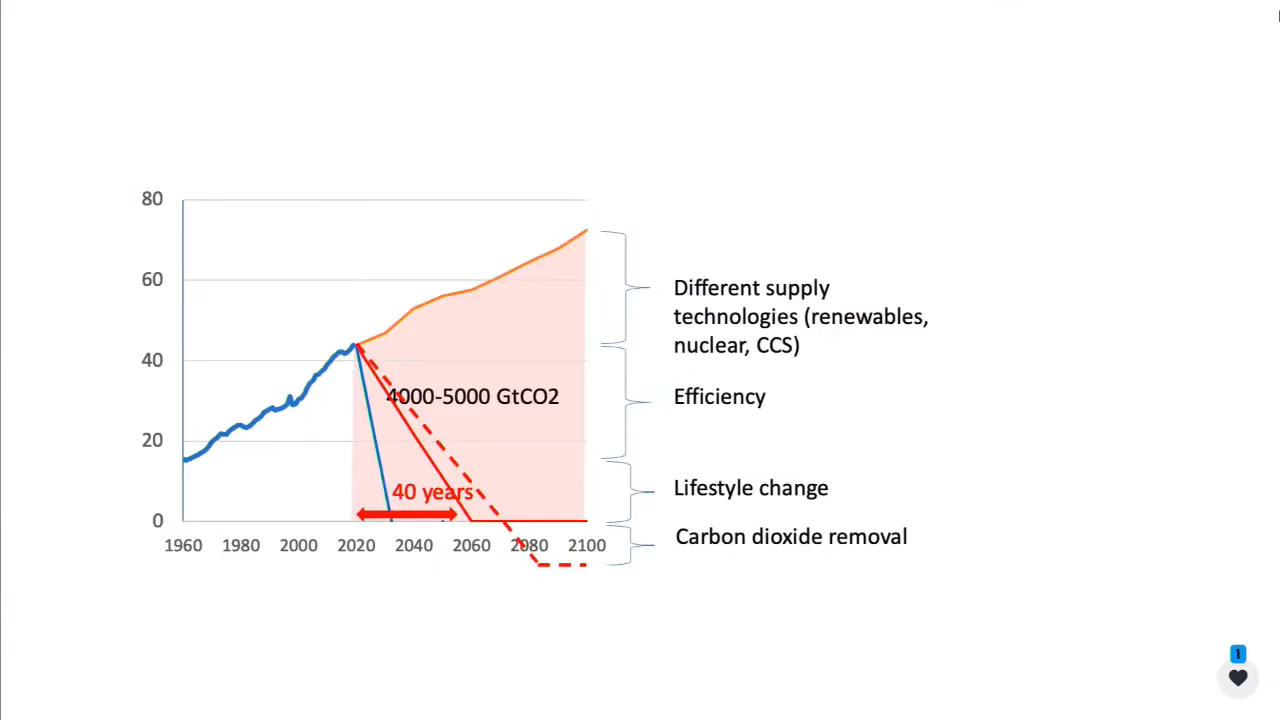 80
60
40
20
0
1960 1980 2000 2020 2040 2060 2080 2100
4000-5000 GtCO2
40 years
Different supply
technologies (renewables,
nuclear, CCS)
Efficiency
Lifestyle change
Carbon dioxide removal
1